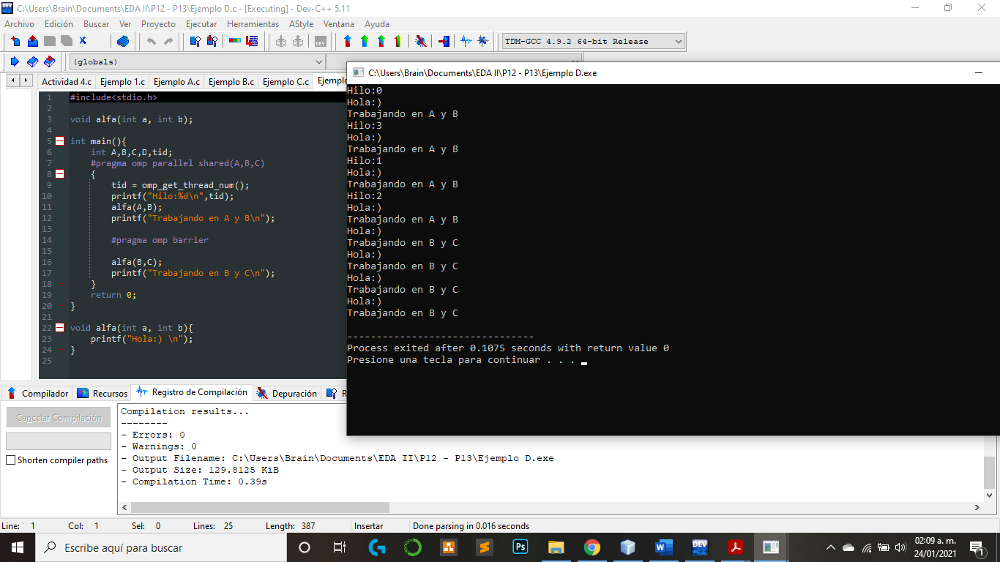 C:\Users\Brain\Documents\EDA II\P12 - P13\Ejemplo D.c - [Executing] - Dev-C++ 5.11
Archivo Edición Buscar Ver Proyecto Ejecutar Herramientas AStyle Ventana Ayuda
TDM-GCC 4.9.2 64-bit Release
(globals)
Actividad 4.c Ejemplo 1.c Ejemplo A.c Ejemplo B.c Ejemplo C.c Ejemplo
1 #include<stdio.h>
2
3 void alfa(int a, int b);
4
5 int main(){
6 int A,B,C,D,tid;
7 #pragma omp parallel shared(A,B,C)
8 {
9 tid = omp_get_thread_num();
10 printf("Hilo:%d\n",tid);
11 alfa(A,B);
12 printf("Trabajando en A y B\n");
13
14 #pragma omp barrier
15
16 alfa(B,C);
17 printf("Trabajando en B y C\n");
18 }
19 return 0;
20 }
21
22 void alfa(int a, int b){
23 printf("Hola:) \n");
24 }
25
C:\Users\Brain\Documents\EDA II\P12 - P13\Ejemplo D.exe
Hilo:0
Hola:)
Trabajando en A y B
Hilo:3
Hola:)
Trabajando en A y B
Hilo:1
Hola:)
Trabajando en A y B
Hilo:2
Hola:)
Trabajando en A y B
Hola:)
Trabajando en B y C
Hola:)
Trabajando en B y C
Hola:)
Trabajando en B y C
Hola:)
Trabajando en B y C
--------------------------------
Process exited after 0.1075 seconds with return value 0
Presione una tecla para continuar . . .
Compilador Recursos Registro de Compilación Depuración R
Cancelar Compilación
Shorten compiler paths
Compilation results...
--------
- Errors: 0
- Warnings: 0
- Output Filename: C:\Users\Brain\Documents\EDA II\P12 - P13\Ejemplo D.exe
- Output Size: 129.8125 KiB
- Compilation Time: 0.39s
Line: 1 Col: 1 Sel: 0 Lines: 25 Length: 387 Insertar Done parsing in 0.016 seconds
Escribe aquí para buscar
02:09 a. m.
24/01/2021